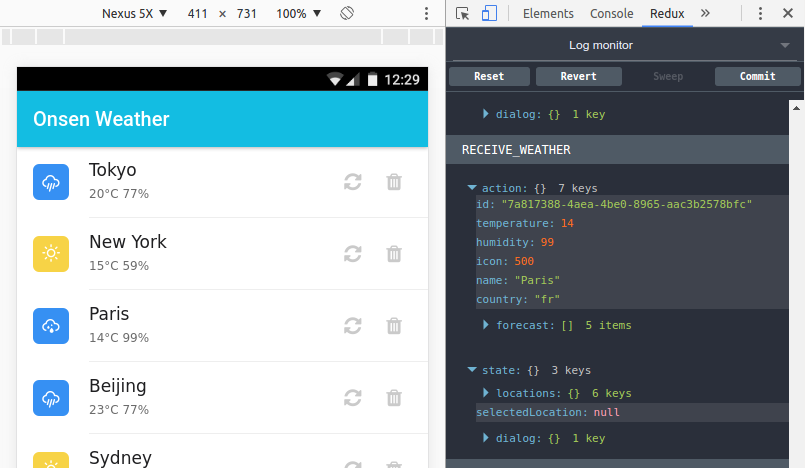 Nexus 5X ▼ 411 × 731 100% ▼
Elements Console Redux »
Log monitor
Reset Revert Sweep Commit
12:29
Onsen Weather
Tokyo
20°C 77%
New York
15°C 59%
Paris
14°C 99%
Beijing
23°C 77%
Sydney
dialog: {} 1 key
RECEIVE_WEATHER
action: {} 7 keys
id: "7a817388-4aea-4be0-8965-aac3b2578bfc"
temperature: 14
humidity: 99
icon: 500
name: "Paris"
country: "fr"
forecast: [] 5 items
state: {} 3 keys
locations: {} 6 keys
selectedLocation: null
dialog: {} 1 key